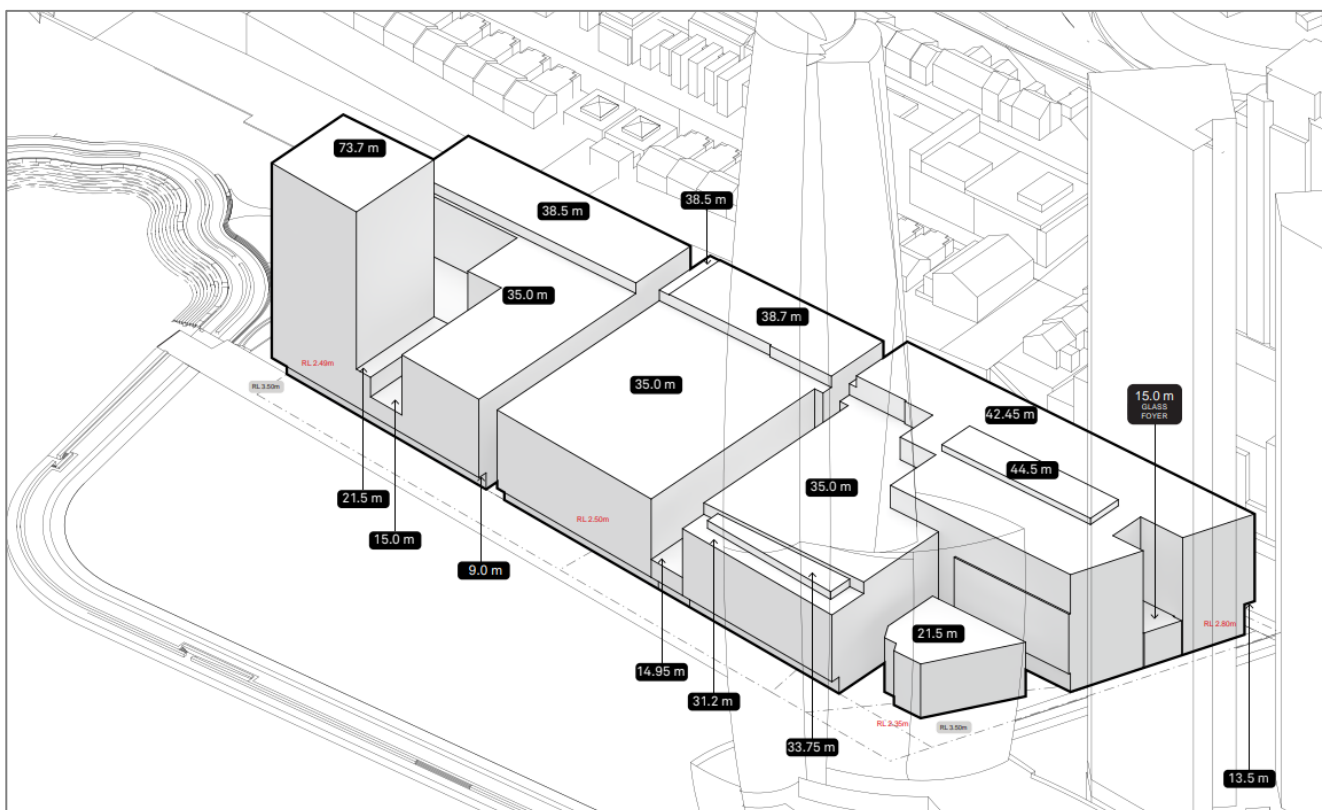 73.7 m
38.5 m
38.5 m
35.0 m
38.7 m
RL 2.49m
RL 3.50m
35.0 m
15.0 m
GLASS
FOYER
42.45 m
44.5 m
35.0 m
21.5 m
RL 2.50m
15.0 m
9.0 m
RL 2.80m
21.5 m
14.95 m
31.2 m
RL 2.35m
RL 3.50m
33.75 m
13.5 m